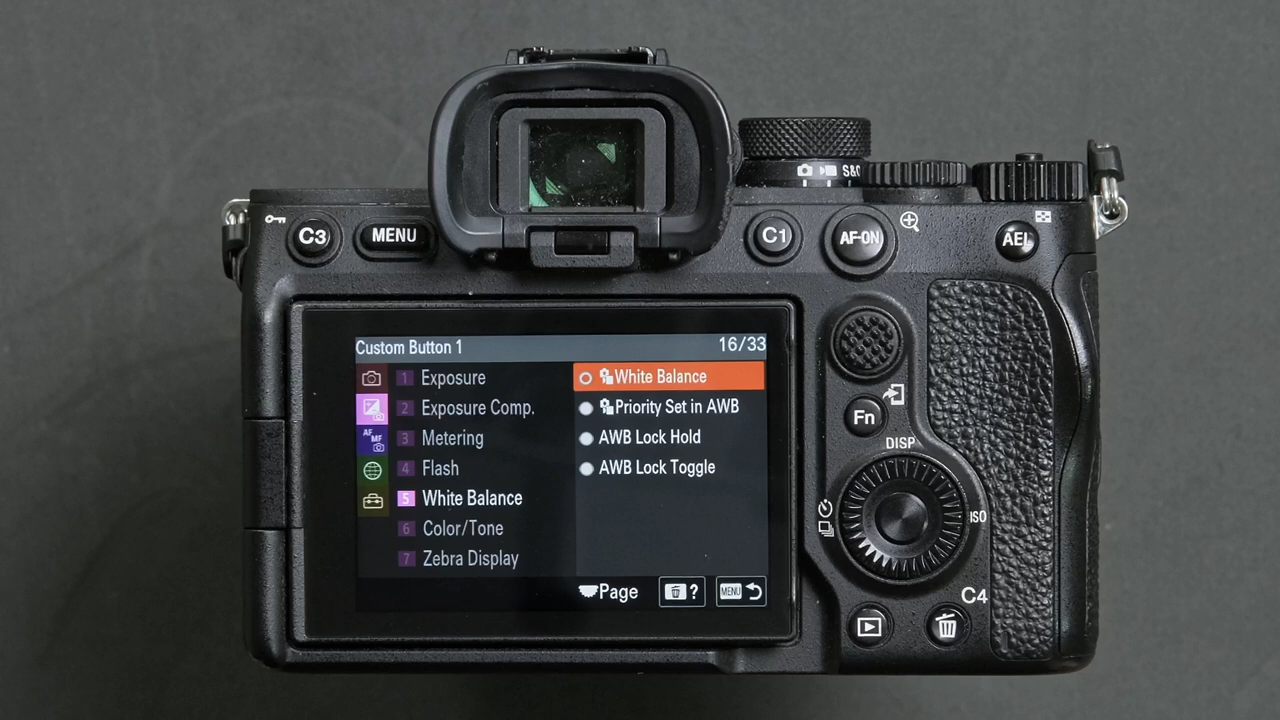 S&Q
C3
MENU
C1
AF-ON
AEL
Custom Button 1
16/33
1 Exposure
2 Exposure Comp.
3 Metering
4 Flash
5 White Balance
6 Color/Tone
7 Zebra Display
AF
MF
White Balance
Priority Set in AWB
AWB Lock Hold
AWB Lock Toggle
Page
?
MENU
Fn
DISP
ISO
C4